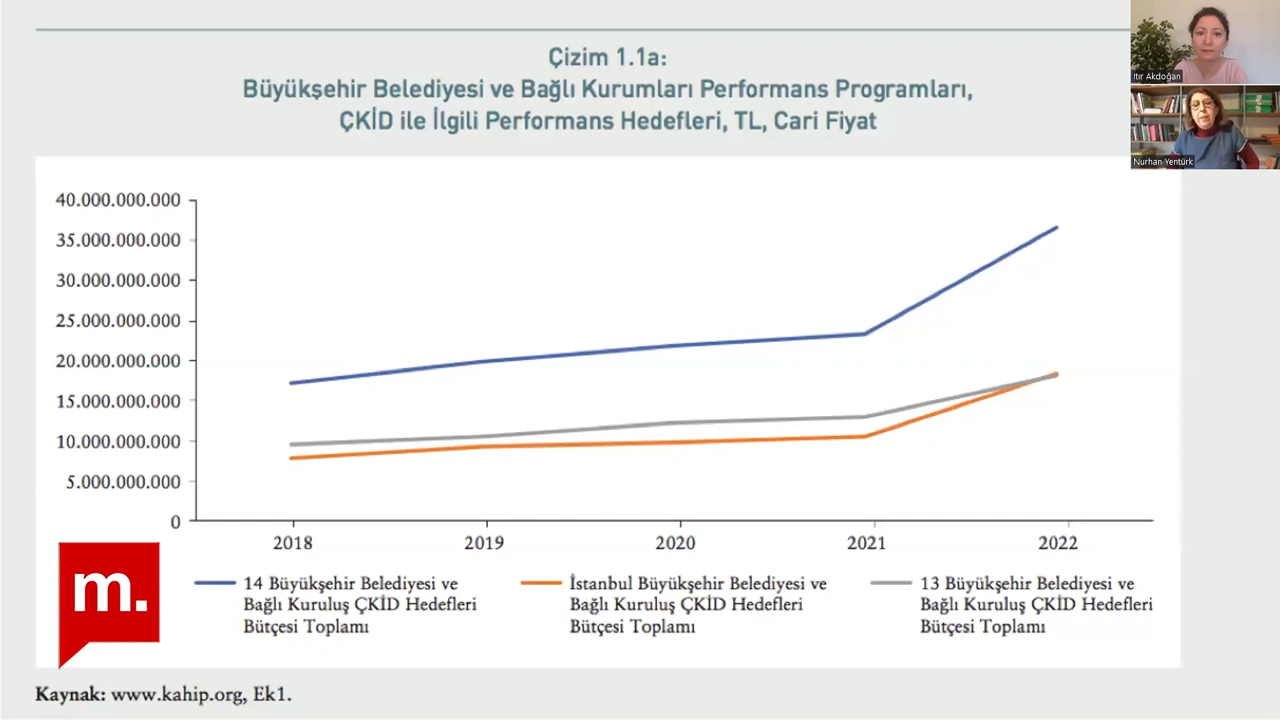 Çizim 1.1a:
Büyükşehir Belediyesi ve Bağlı Kurumları Performans Programları,
ÇKİD ile İlgili Performans Hedefleri, TL, Cari Fiyat
Itır Akdoğan
Nurhan Yentürk
40.000.000.000
35.000.000.000
30.000.000.000
25.000.000.000
20.000.000.000
15.000.000.000
10.000.000.000
5.000.000.000
0
2018 2019 2020 2021 2022
14 Büyükşehir Belediyesi ve
Bağlı Kuruluş ÇKİD Hedefleri
Bütçesi Toplamı
İstanbul Büyükşehir Belediyesi ve
Bağlı Kuruluş ÇKİD Hedefleri
Bütçesi Toplamı
13 Büyükşehir Belediyesi ve
Bağlı Kuruluş ÇKİD Hedefleri
Bütçesi Toplamı
m.
Kaynak: www.kahip.org, Ek1.